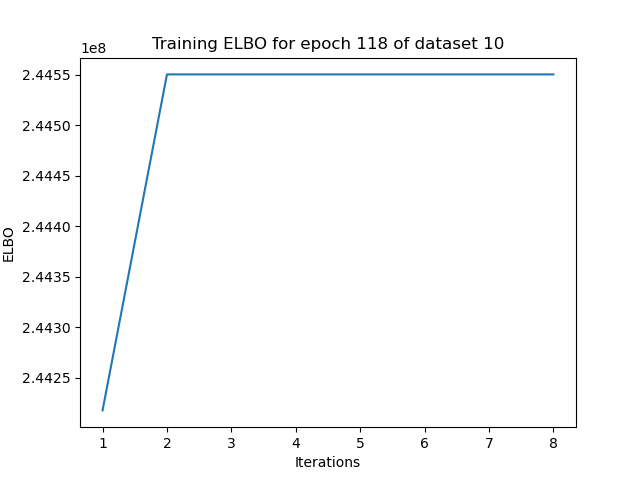 Training ELBO for epoch 118 of dataset 10
1e8
2.4455
2.4450
2.4445
2.4440
2.4435
2.4430
2.4425
ELBO
1 2 3 4 5 6 7 8
Iterations